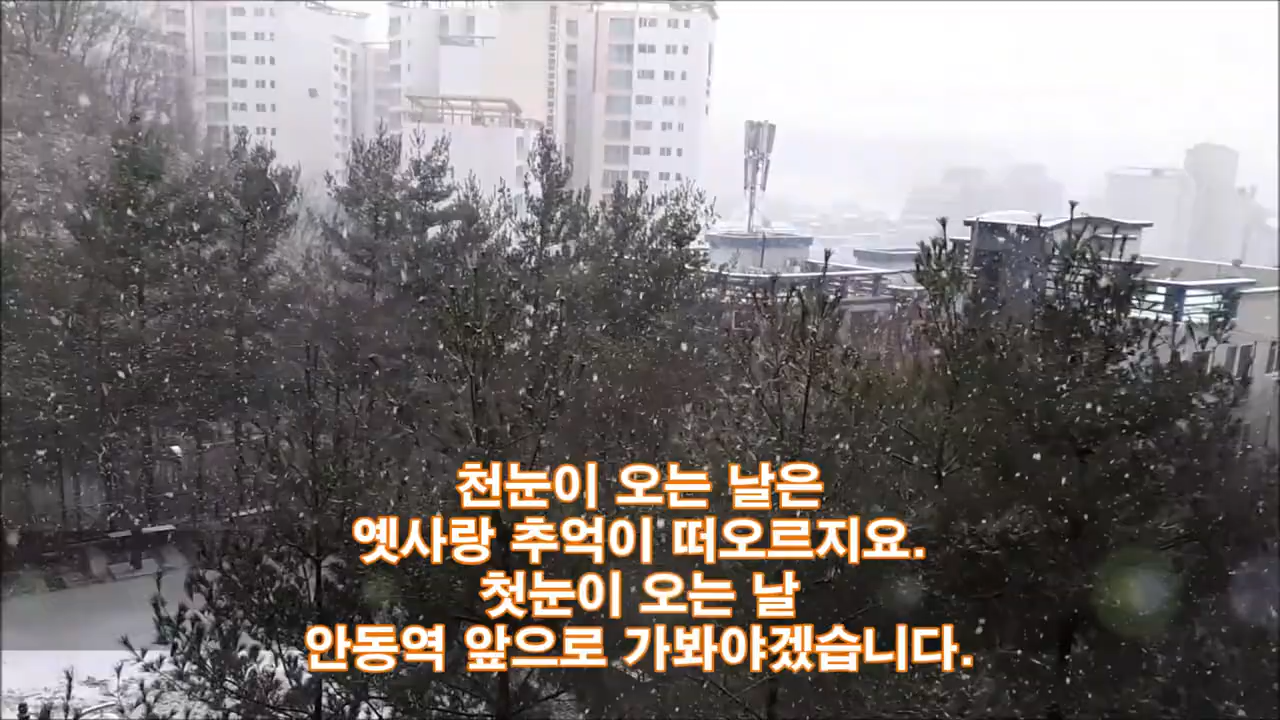 천눈이 오는 날은
옛사랑 추억이 떠오르지요.
첫눈이 오는 날
안동역 앞으로 가봐야겠습니다.